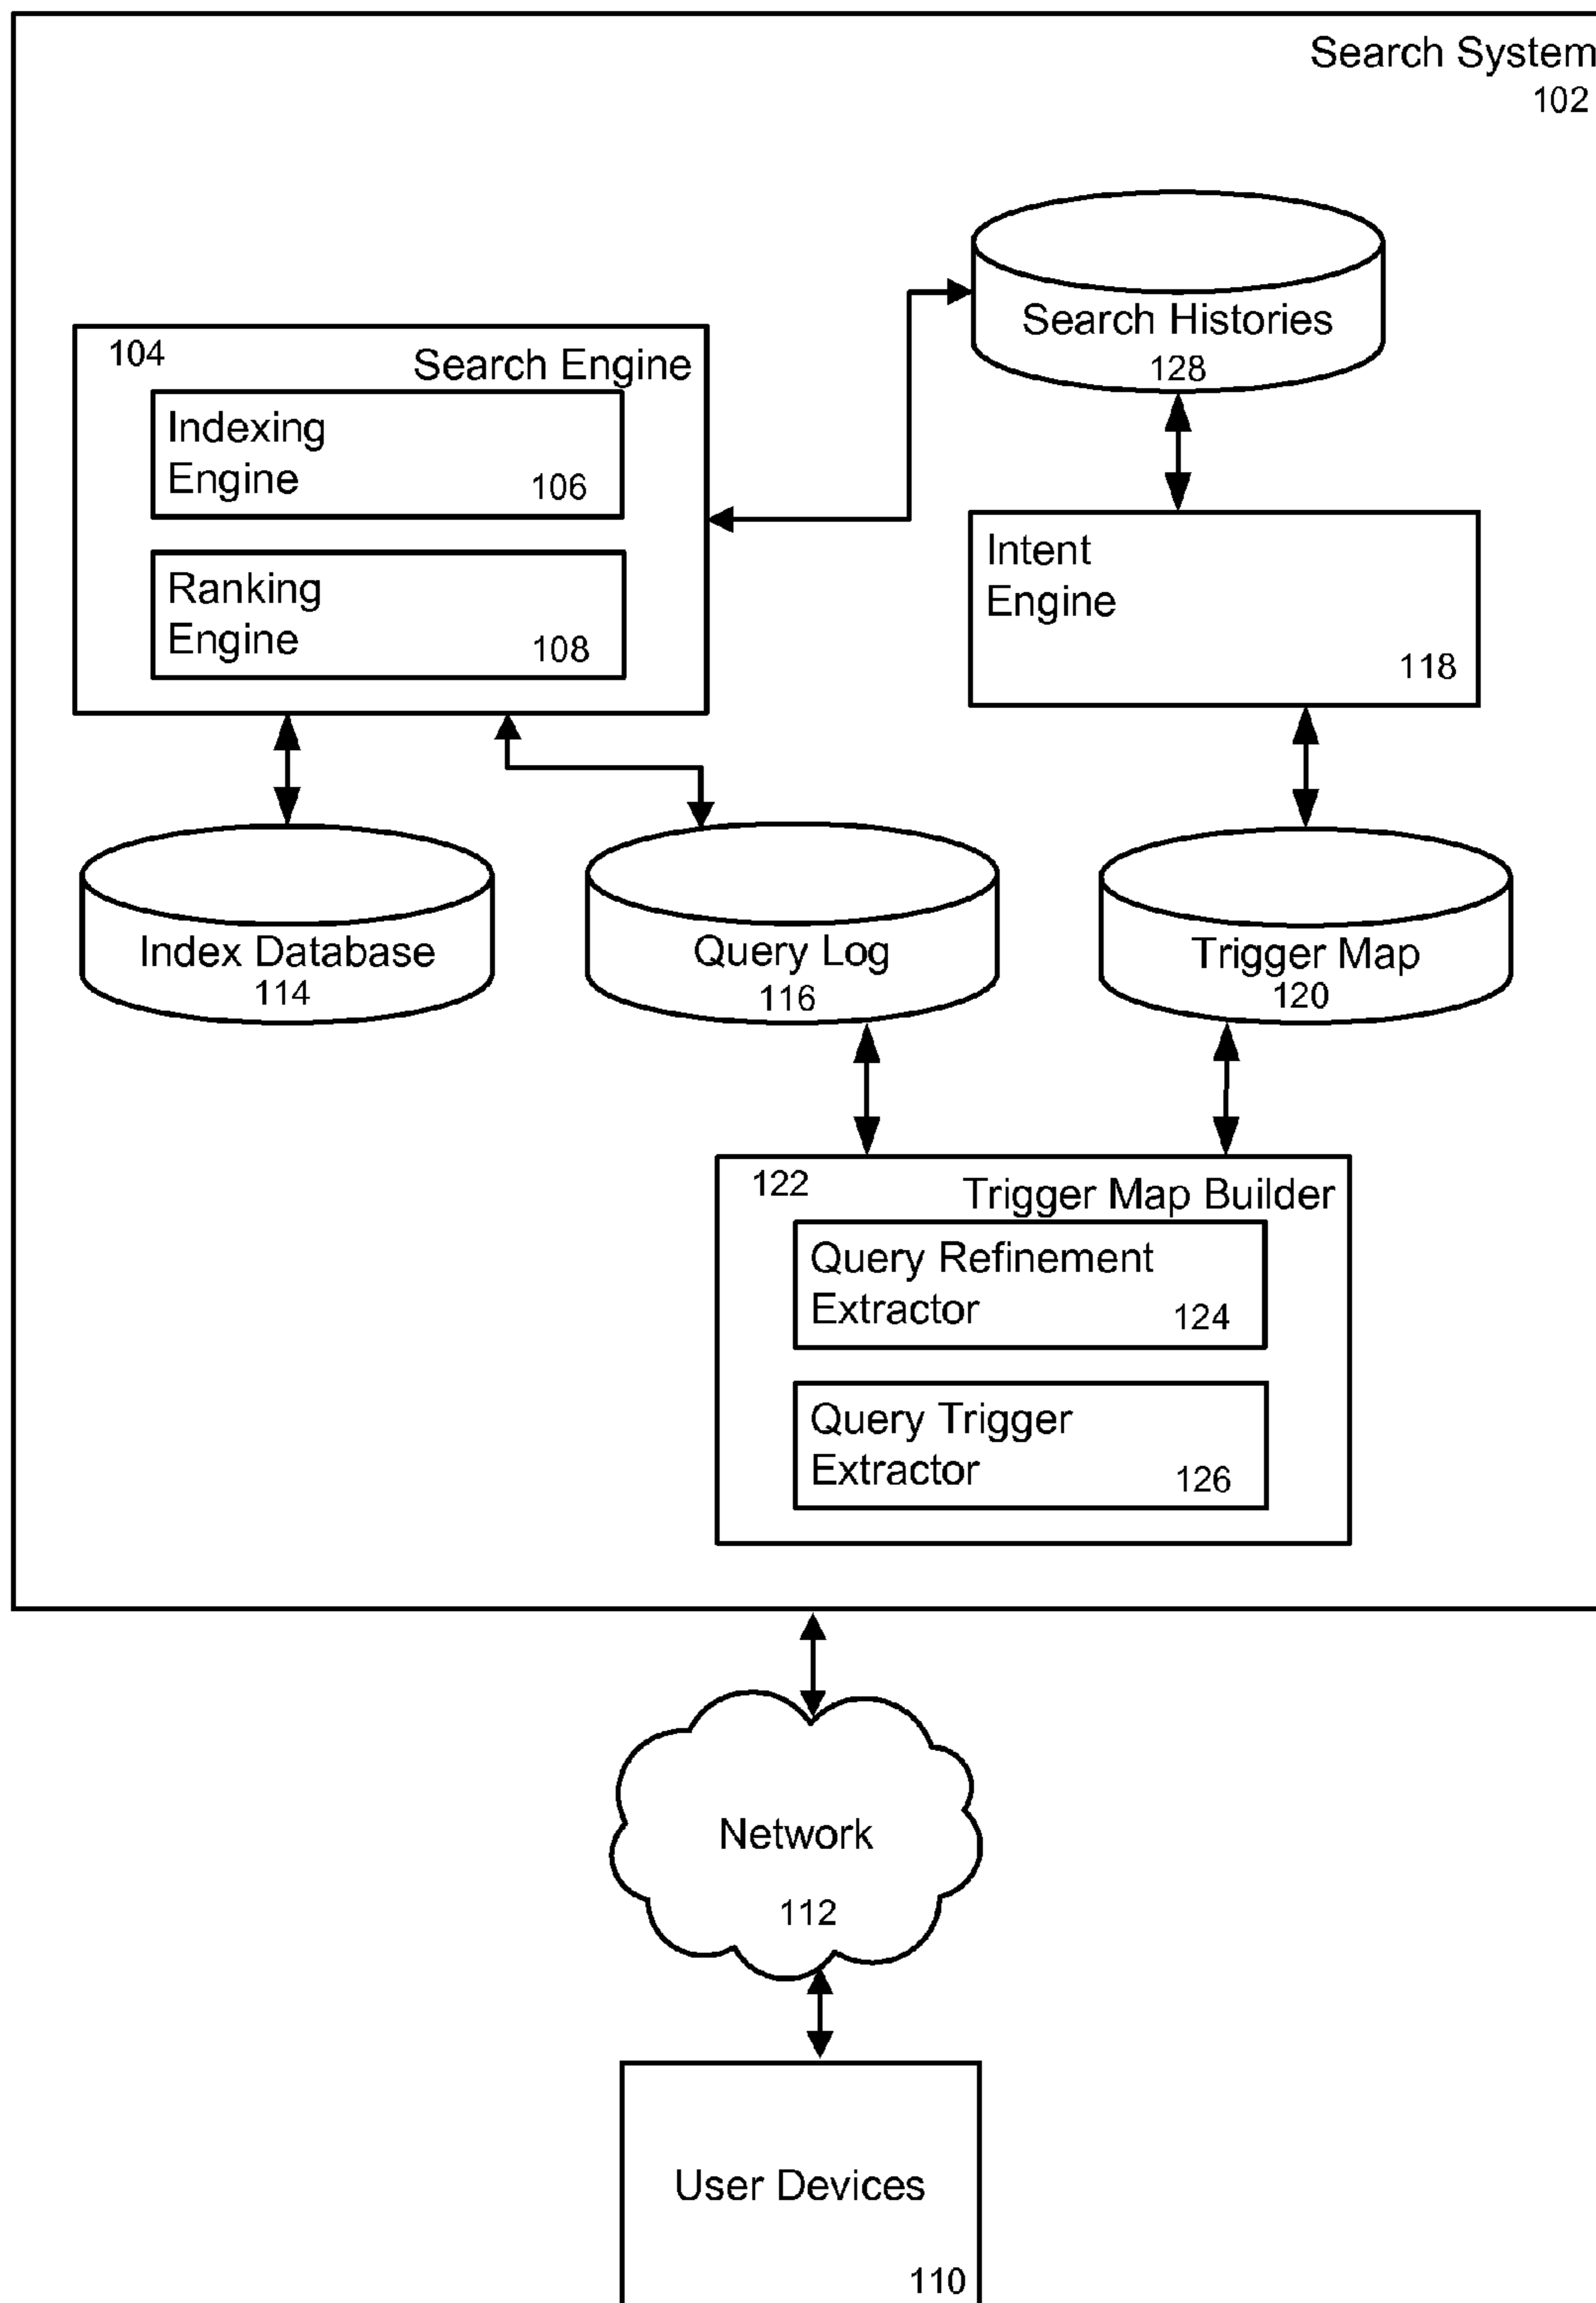 Search System
102
Search Histories
128
104
Search Engine
Indexing
Engine
106
Ranking
Engine
108
Intent
Engine
118
Index Database
114
Query Log
116
Trigger Map
120
122
Trigger Map Builder
Query Refinement
Extractor
124
Query Trigger
Extractor
126
Network
112
User Devices
110